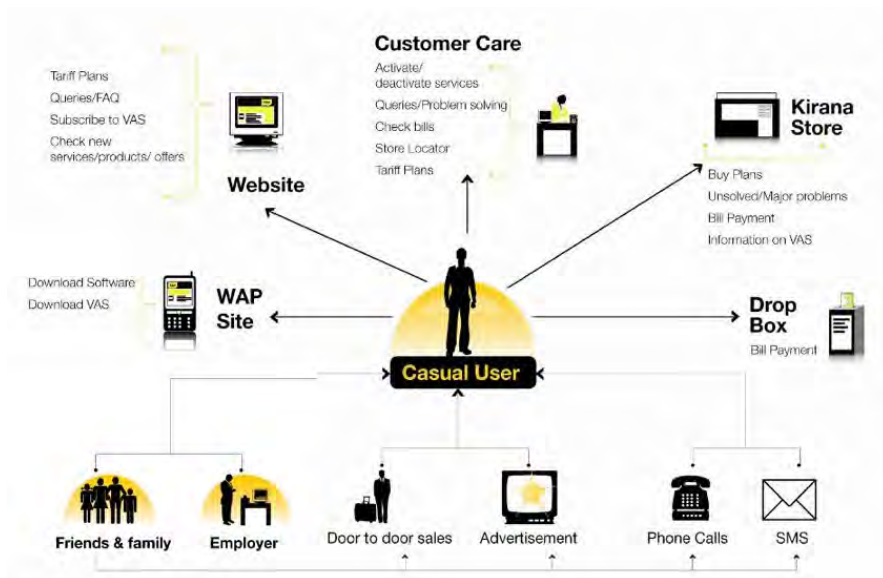 Customer Care
Activate/
deactivate services
Queries/Problem solving
Check bills
Store Locator
Tariff Plans
Tariff Plans
Queries/FAQ
Subscribe to VAS
Check new
services/products/ offers
Website
Kirana
Store
Buy Plans
Unsolved/Major problems
Bill Payment
Information on VAS
Download Software
Download VAS
WAP
Site
Drop
Box
Bill Payment
Casual User
Friends & family
Employer
Door to door sales
Advertisement
Phone Calls
SMS